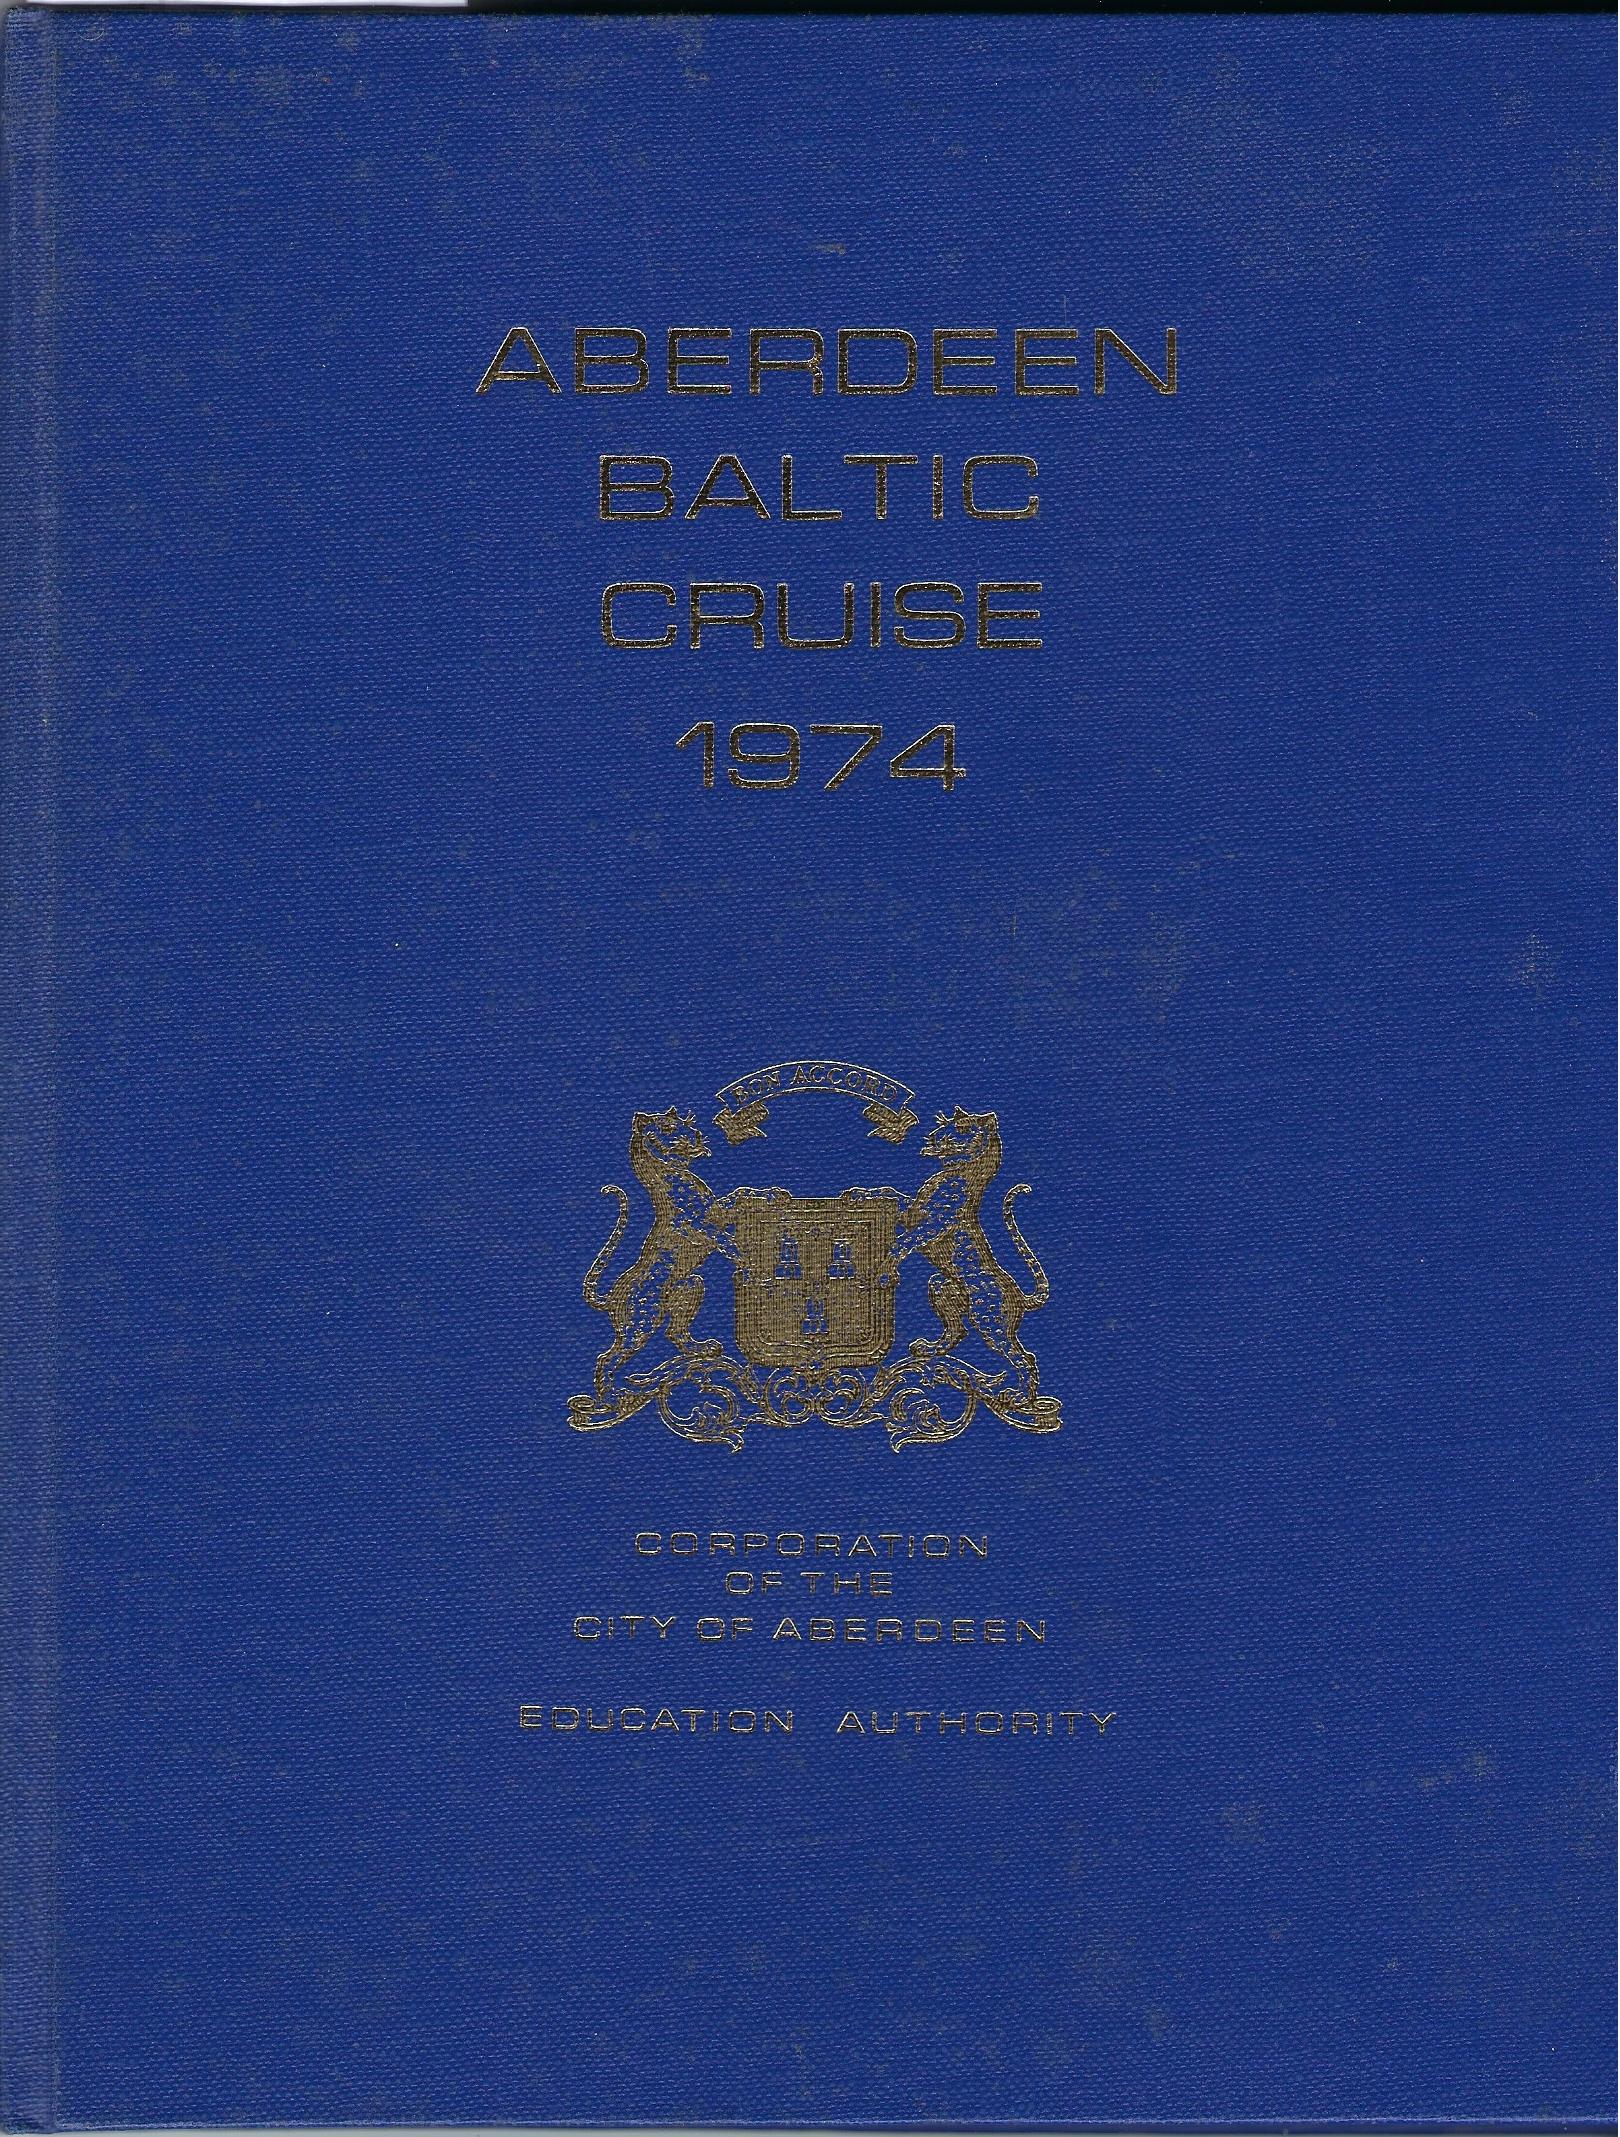 ABERDEEN
BALTIC
CRUISE
1974
BON ACCORD
CORPORATION
OF THE
CITY OF ABERDEEN
EDUCATION AUTHORITY